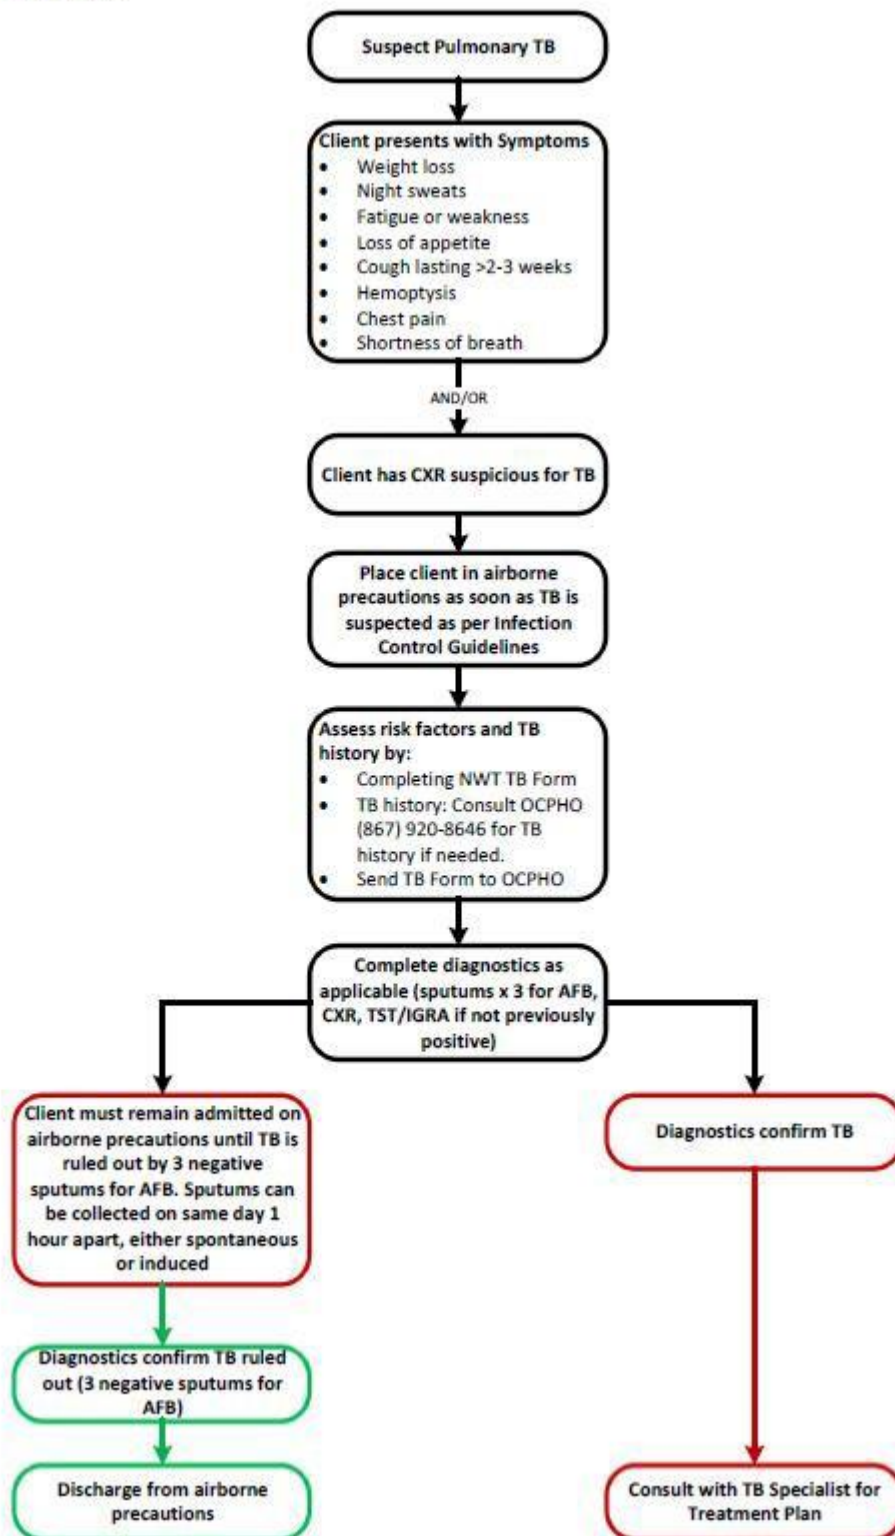 Suspect Pulmonary TB
Client presents with Symptoms
• Weight loss
• Night sweats
• Fatigue or weakness
• Loss of appetite
• Cough lasting >2-3 weeks
• Hemoptysis
• Chest pain
• Shortness of breath
AND/OR
Client has CXR suspicious for TB
Place client in airborne
precautions as soon as TB is
suspected as per Infection
Control Guidelines
Assess risk factors and TB
history by:
• Completing NWT TB Form
• TB history: Consult OCPHO
(867) 920-8646 for TB
history if needed.
• Send TB Form to OCPHO
Complete diagnostics as
applicable (sputums x 3 for AFB,
CXR, TST/IGRA if not previously
positive)
Client must remain admitted on
airborne precautions until TB is
ruled out by 3 negative
sputums for AFB. Sputums can
be collected on same day 1
hour apart, either spontaneous
or induced
Diagnostics confirm TB ruled
out (3 negative sputums for
AFB)
Discharge from airborne
precautions
Diagnostics confirm TB
Consult with TB Specialist for
Treatment Plan